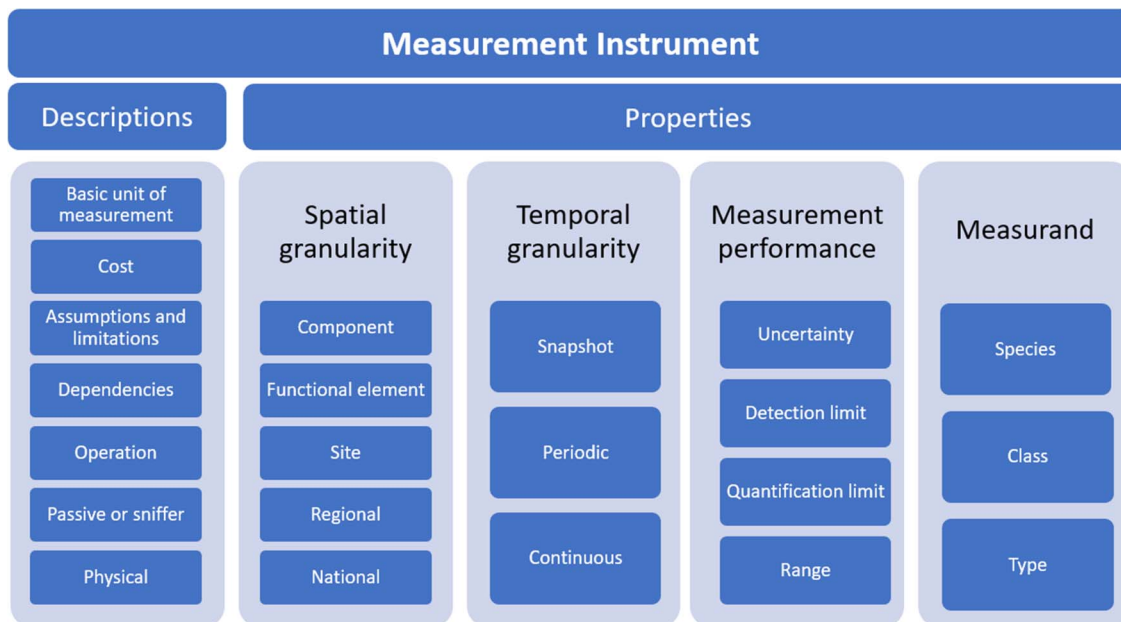 Measurement Instrument
Descriptions
Properties
Basic unit of
measurement
Cost
Assumptions and
limitations
Dependencies
Operation
Passive or sniffer
Physical
Spatial
granularity
Component
Functional element
Site
Regional
National
Temporal
granularity
Snapshot
Periodic
Continuous
Measurement
performance
Uncertainty
Detection limit
Quantification limit
Range
Measurand
Species
Class
Type